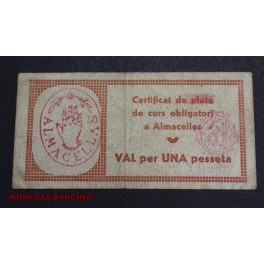 Certificat de plata
de curs obligatori
a Almacelles
VAL per UNA pesseta
ALMACELLAS
MONEDAS BARCINO